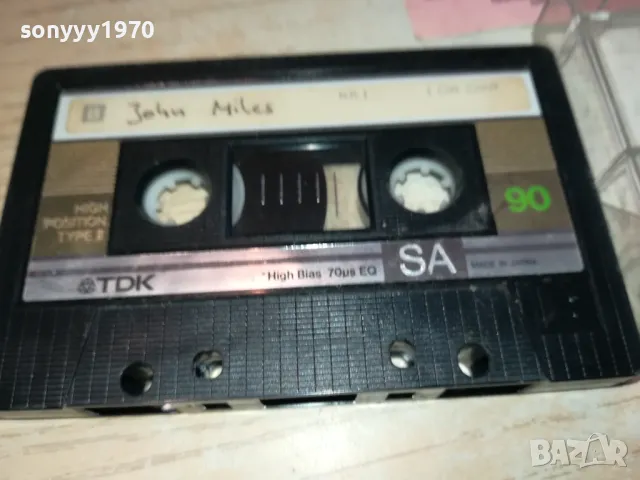 sonyyy1970
John Miles
HIGH
POSITION
TYPE II
90
TDK
High Bias 70µs EQ
SA
MADE IN JAPAN
BAZAR